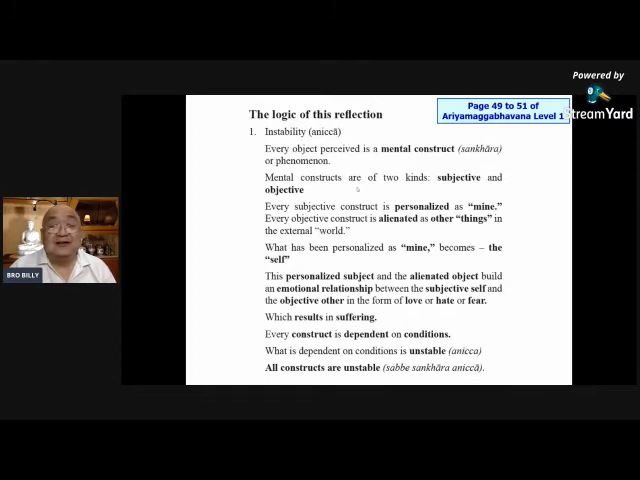 Powered by
StreamYard
Page 49 to 51 of
Ariyamaggabhavana Level 1
The logic of this reflection
1. Instability (aniccā)
Every object perceived is a mental construct (sankhāra)
or phenomenon.
Mental constructs are of two kinds: subjective and
objective
Every subjective construct is personalized as “mine.”
Every objective construct is alienated as other “things” in
the external “world.”
What has been personalized as “mine,” becomes – the
“self”
This personalized subject and the alienated object build
an emotional relationship between the subjective self and
the objective other in the form of love or hate or fear.
Which results in suffering.
Every construct is dependent on conditions.
What is dependent on conditions is unstable (anicca)
All constructs are unstable (sabbe sankhāra aniccā).
BRO BILLY